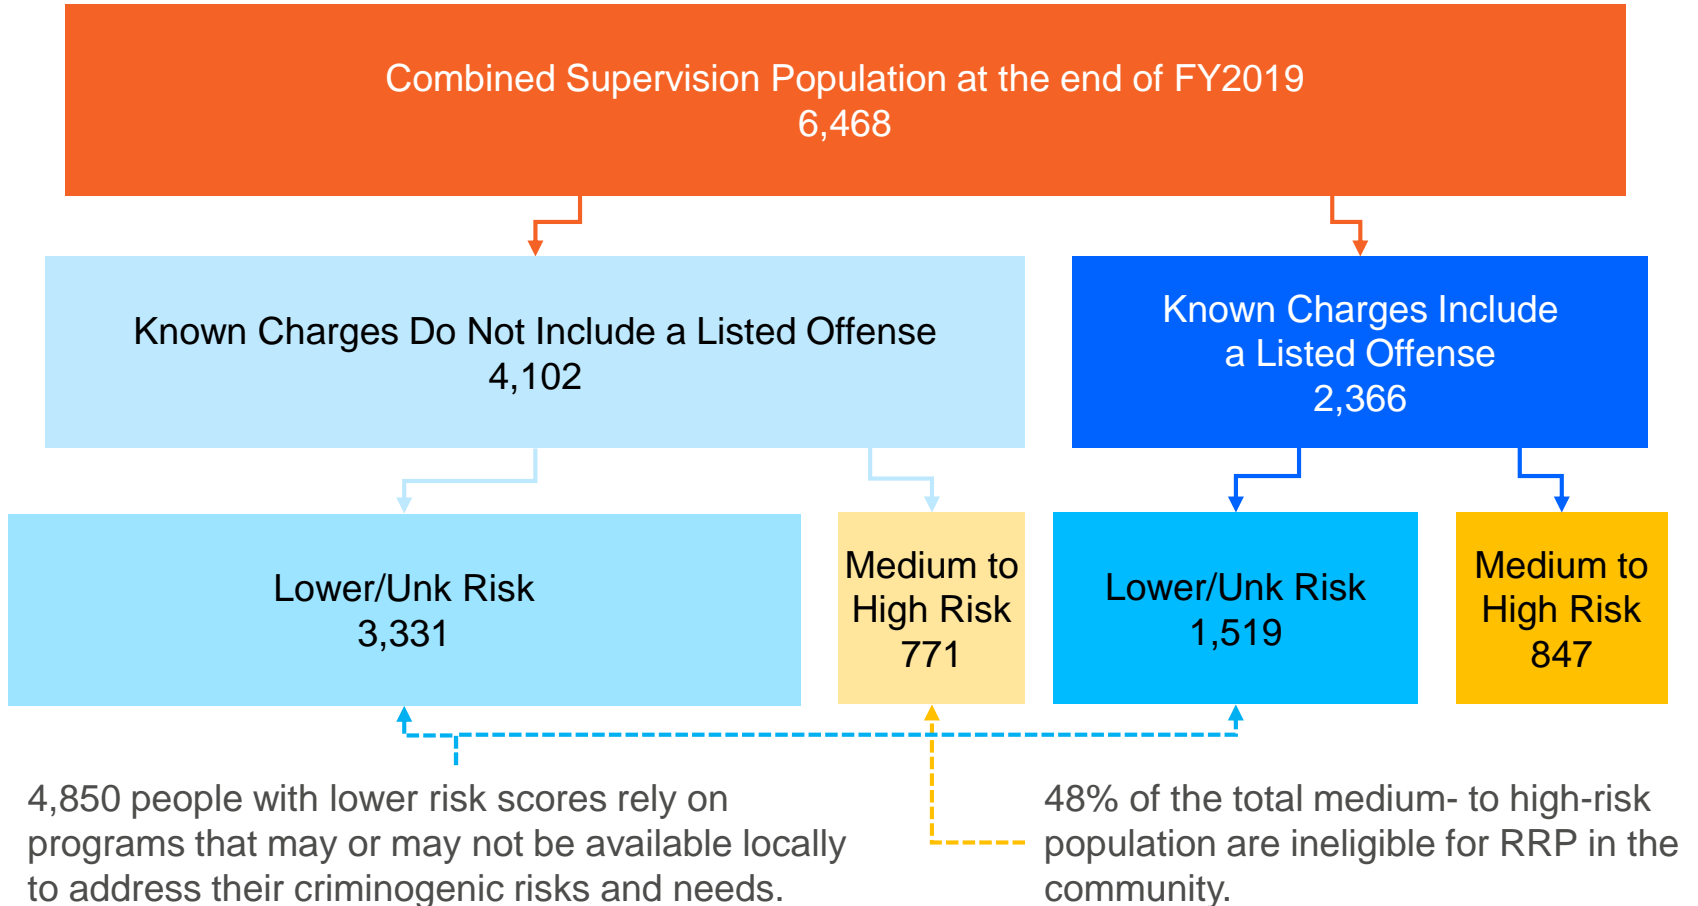 Combined Supervision Population at the end of FY2019
6,468
Known Charges Do Not Include a Listed Offense
4,102
Known Charges Include
a Listed Offense
2,366
Lower/Unk Risk
3,331
Medium to
High Risk
771
Lower/Unk Risk
1,519
Medium to
High Risk
847
4,850 people with lower risk scores rely on
programs that may or may not be available locally
to address their criminogenic risks and needs.
48% of the total medium- to high-risk
population are ineligible for RRP in the
community.